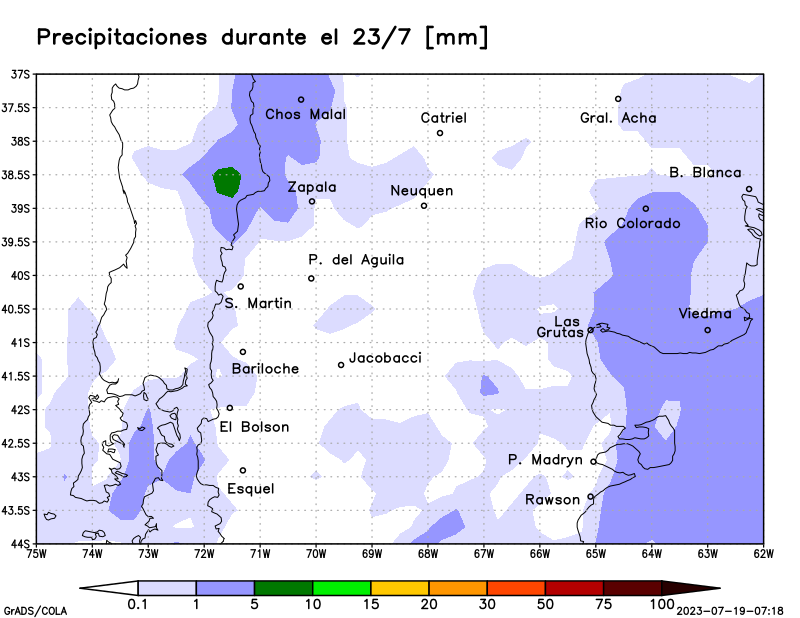 Precipitaciones durante el 23/7 [mm]
37S
37.5S
Chos Malal
Catriel
Gral. Acha
38S
38.5S
B. Blanca
Zapala
Neuquen
39S
Rio Colorado
39.5S
P. del Aguila
40S
S. Martin
40.5S
Viedma
Las
Grutas
41S
Jacobacci
Bariloche
41.5S
42S
El Bolson
42.5S
P. Madryn
43S
Esquel
Rawson
43.5S
44S
75W 74W 73W 72W 71W 70W 69W 68W 67W 66W 65W 64W 63W 62W
0.1 1 5 10 15 20 30 50 75 100
GrADS/COLA
2023-07-19-07:18